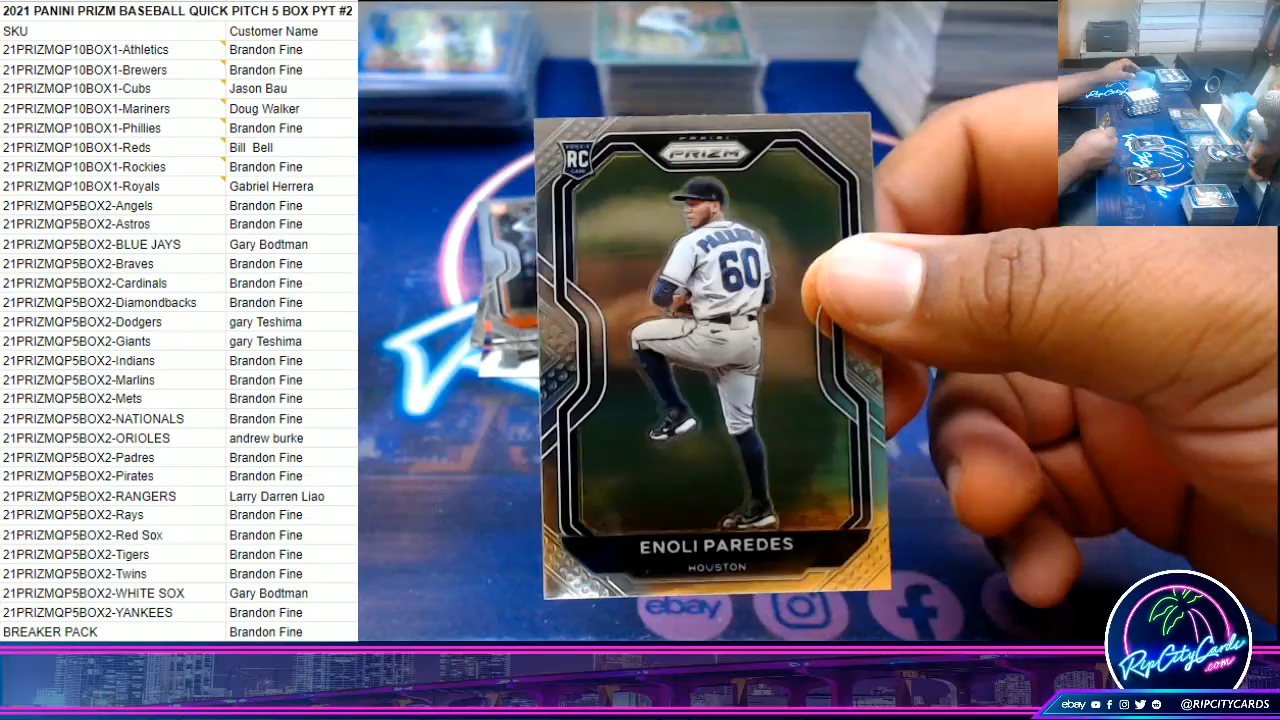 2021 PANINI PRIZM BASEBALL QUICK PITCH 5 BOX PYT #2
SKU Customer Name
21PRIZMQP10BOX1-Athletics Brandon Fine
21PRIZMQP10BOX1-Brewers Brandon Fine
21PRIZMQP10BOX1-Cubs Jason Bau
21PRIZMQP10BOX1-Mariners Doug Walker
21PRIZMQP10BOX1-Phillies Brandon Fine
21PRIZMQP10BOX1-Reds Bill Bell
21PRIZMQP10BOX1-Rockies Brandon Fine
21PRIZMQP10BOX1-Royals Gabriel Herrera
21PRIZMQP5BOX2-Angels Brandon Fine
21PRIZMQP5BOX2-Astros Brandon Fine
21PRIZMQP5BOX2-BLUE JAYS Gary Bodtman
21PRIZMQP5BOX2-Braves Brandon Fine
21PRIZMQP5BOX2-Cardinals Brandon Fine
21PRIZMQP5BOX2-Diamondbacks Brandon Fine
21PRIZMQP5BOX2-Dodgers gary Teshima
21PRIZMQP5BOX2-Giants gary Teshima
21PRIZMQP5BOX2-Indians Brandon Fine
21PRIZMQP5BOX2-Marlins Brandon Fine
21PRIZMQP5BOX2-Mets Brandon Fine
21PRIZMQP5BOX2-NATIONALS Brandon Fine
21PRIZMQP5BOX2-ORIOLES andrew burke
21PRIZMQP5BOX2-Padres Brandon Fine
21PRIZMQP5BOX2-Pirates Brandon Fine
21PRIZMQP5BOX2-RANGERS Larry Darren Liao
21PRIZMQP5BOX2-Rays Brandon Fine
21PRIZMQP5BOX2-Red Sox Brandon Fine
21PRIZMQP5BOX2-Tigers Brandon Fine
21PRIZMQP5BOX2-Twins Brandon Fine
21PRIZMQP5BOX2-WHITE SOX Gary Bodtman
21PRIZMQP5BOX2-YANKEES Brandon Fine
BREAKER PACK Brandon Fine
PANINI
PRIZM
RC
60
ENOLI PAREDES
HOUSTON
ebay
RipCityCards
.com
ebay @RIPCITYCARDS